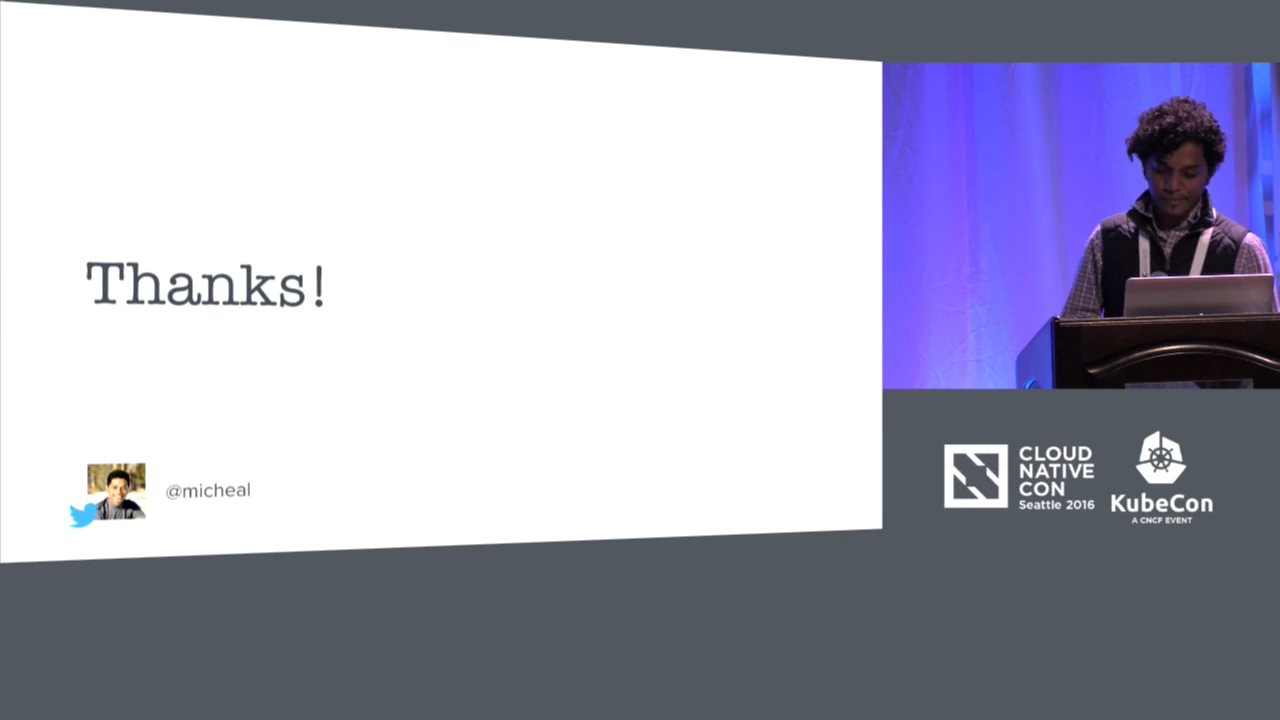 Thanks!
@micheal
CLOUD
NATIVE
CON
Seattle 2016
KubeCon
A CNCF EVENT